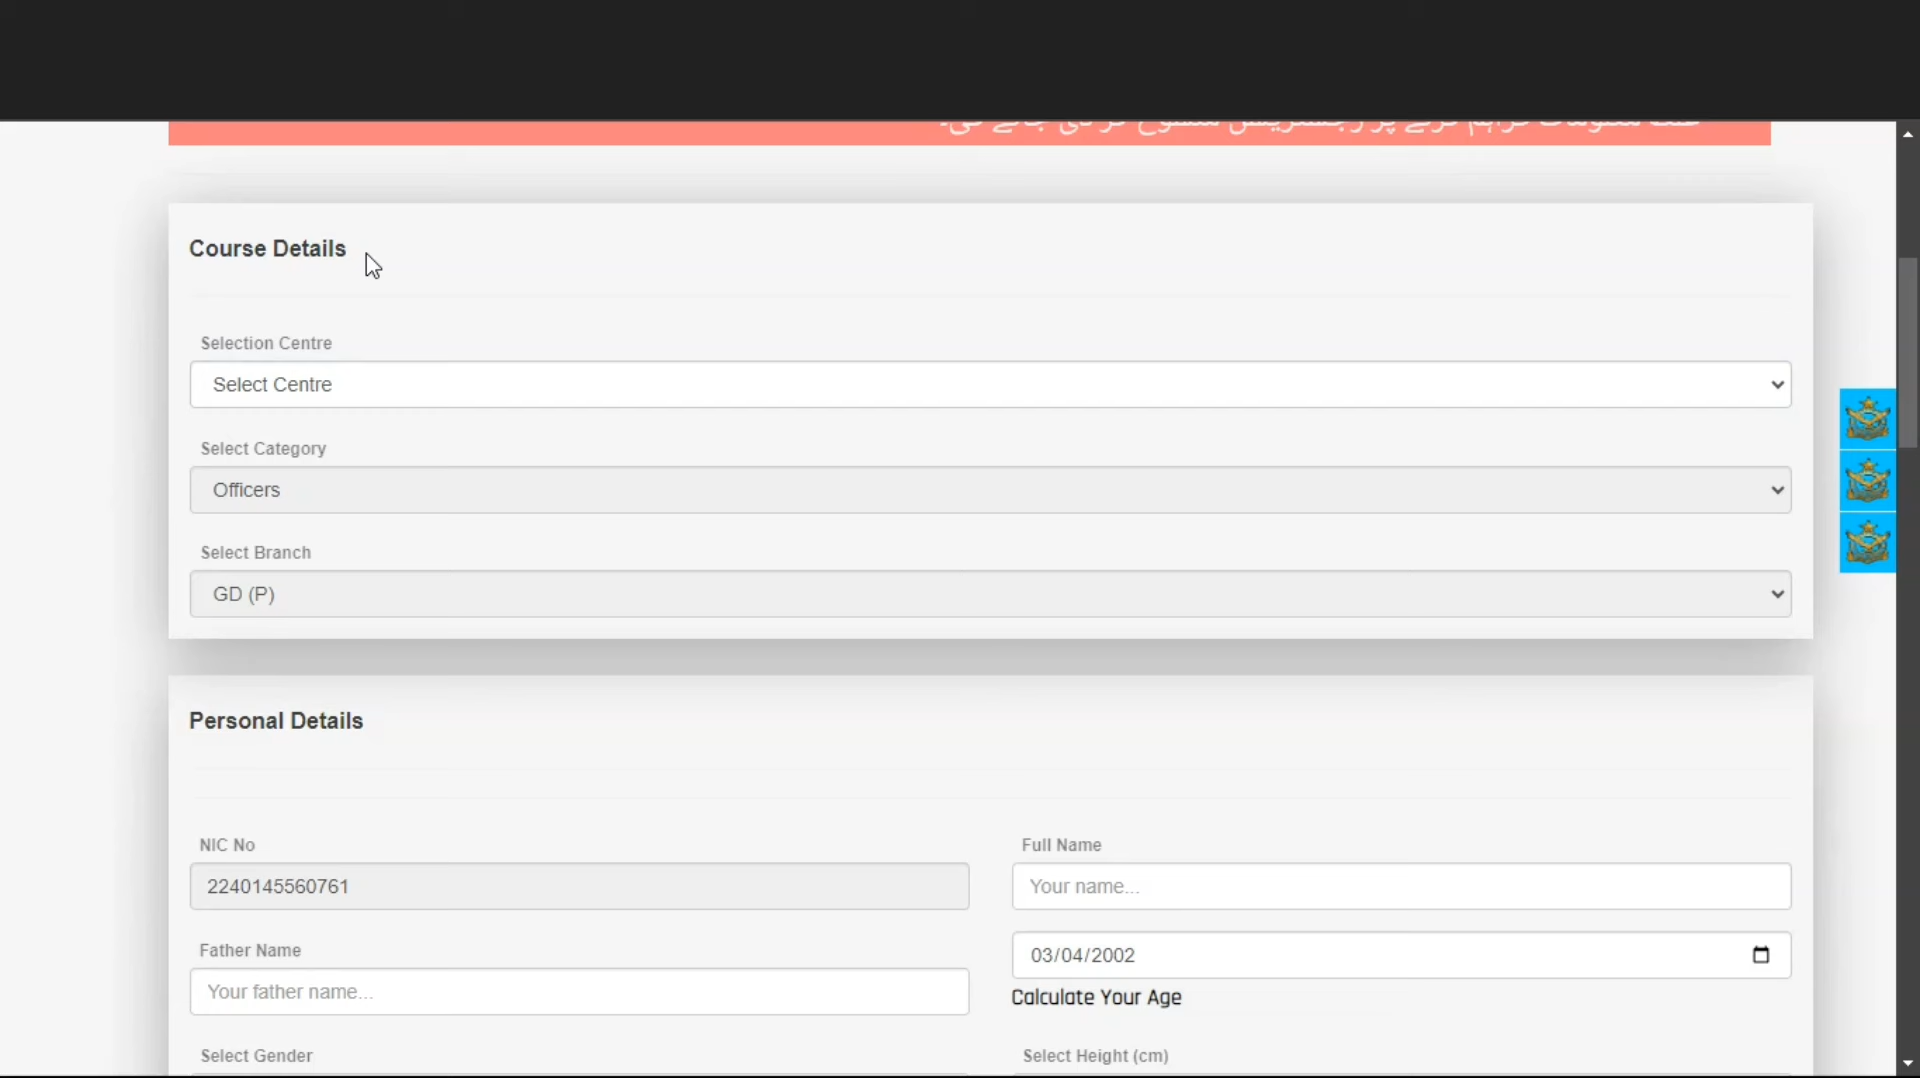 Course Details
Selection Centre
Select Centre
Select Category
Officers
Select Branch
GD (P)
Personal Details
NIC No
Full Name
2240145560761
Your name...
Father Name
03/04/2002
Your father name...
Calculate Your Age
Select Gender
Select Height (cm)